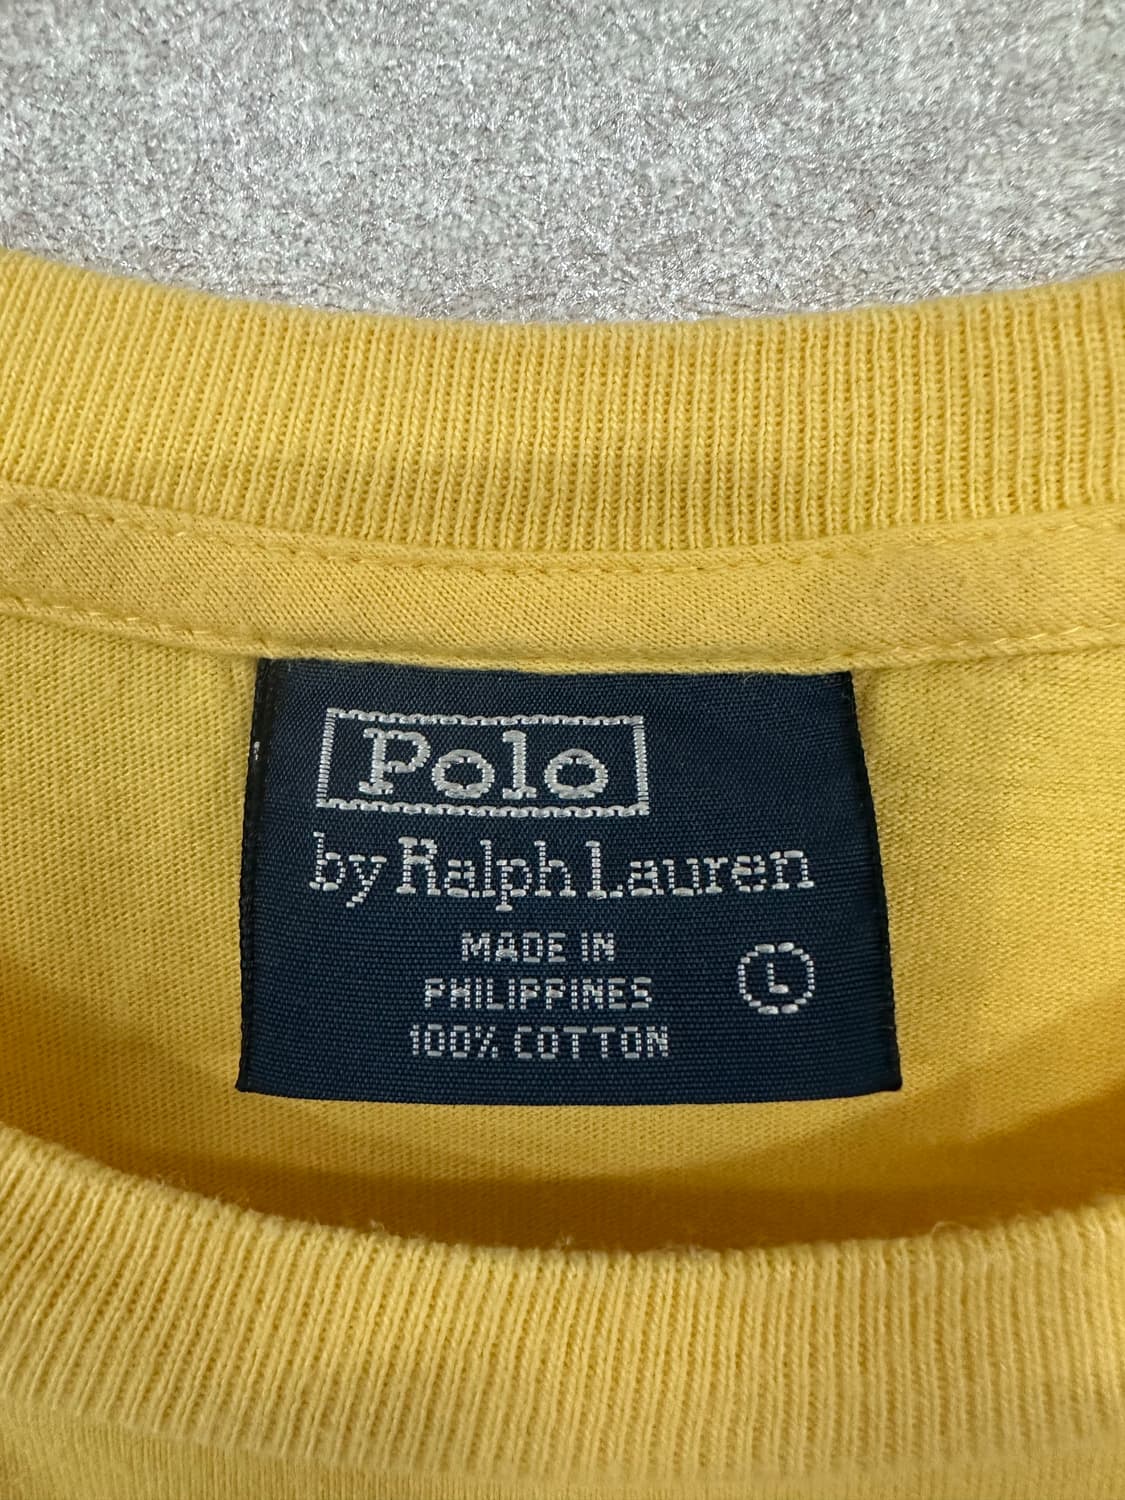 Polo
by Ralph Lauren
MADE IN
PHILIPPINES
100% COTTON
L